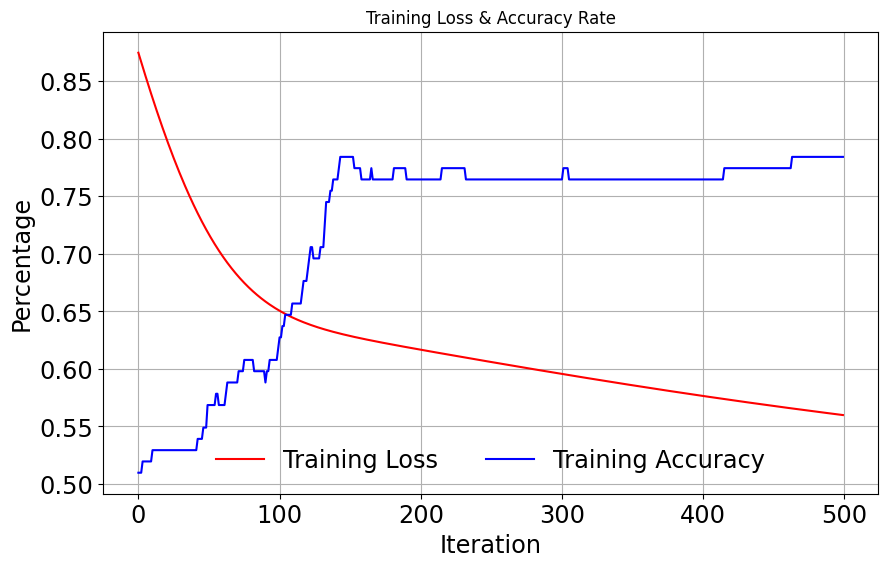 Training Loss & Accuracy Rate
Percentage
0.85
0.80
0.75
0.70
0.65
0.60
0.55
0.50
Training Loss
Training Accuracy
0
100
200
300
400
500
Iteration